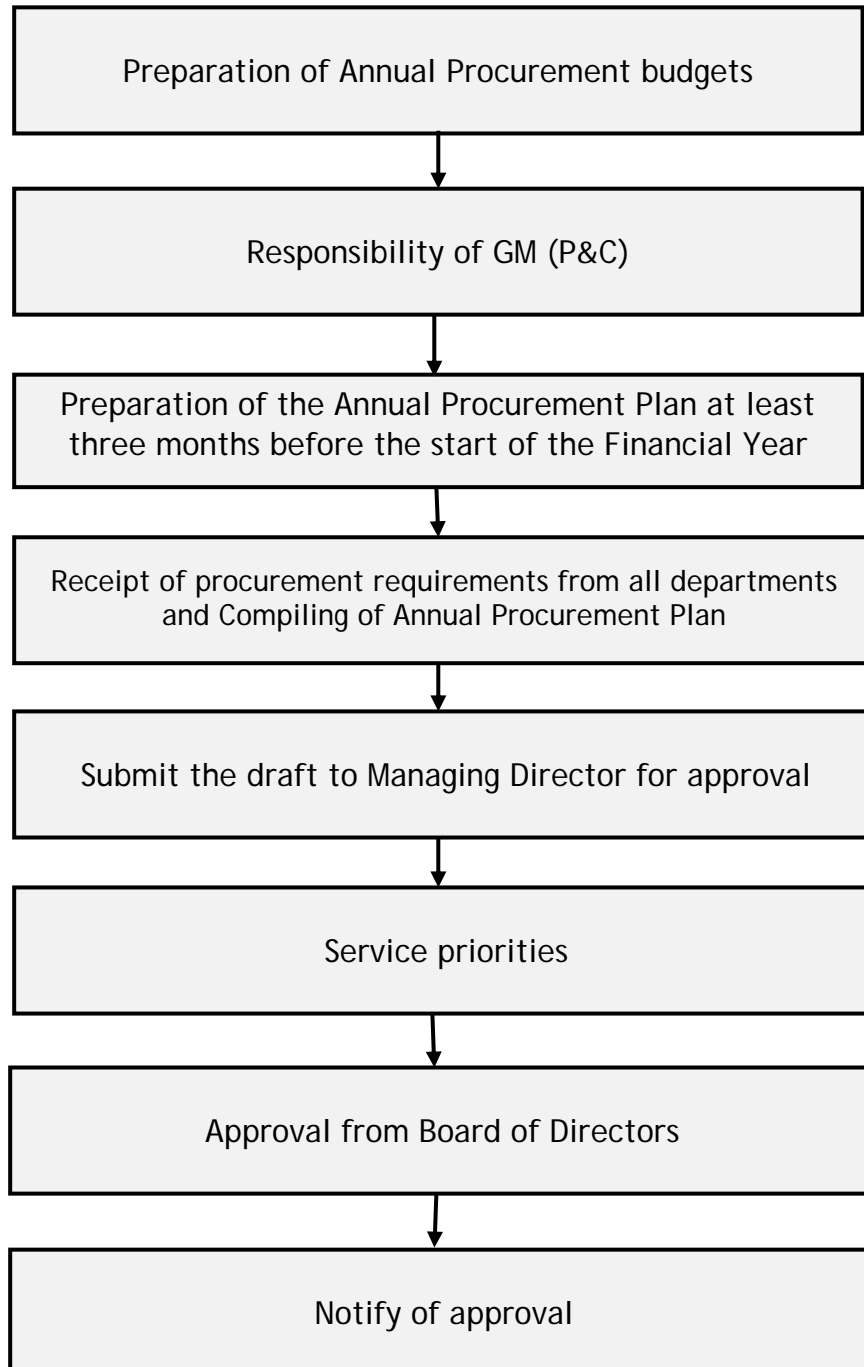 Preparation of Annual Procurement budgets
Responsibility of GM (P&C)
Preparation of the Annual Procurement Plan at least
three months before the start of the Financial Year
Receipt of procurement requirements from all departments
and Compiling of Annual Procurement Plan
Submit the draft to Managing Director for approval
Service priorities
Approval from Board of Directors
Notify of approval